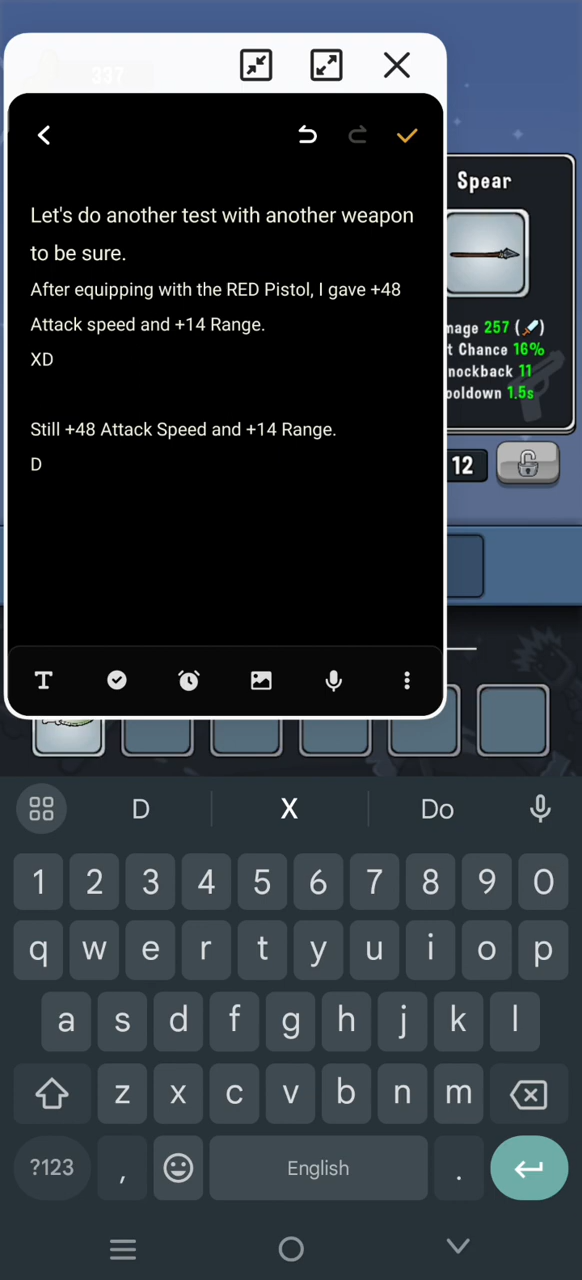 337
Spear
Let's do another test with another weapon
to be sure.
After equipping with the RED Pistol, I gave +48
Attack speed and +14 Range.
XD
Still +48 Attack Speed and +14 Range.
D
mage 257 ( )
t Chance 16%
nockback 11
ooldown 1.5s
12
T
D X Do
1 2 3 4 5 6 7 8 9 0
q w e r t y u i o p
a s d f g h j k l
z x c v b n m
?123 , English .